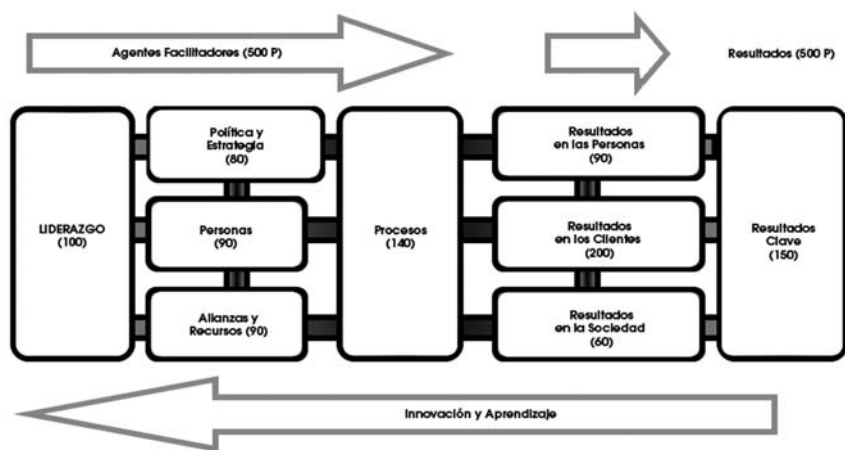 Agentes Facilitadores (500 P)
Resultados (500 P)
LIDERAZGO
(100)
Política y
Estrategia
(80)
Personas
(90)
Alianzas y
Recursos (90)
Procesos
(140)
Resultados
en las Personas
(90)
Resultados
en los Clientes
(200)
Resultados
en la Sociedad
(60)
Resultados
Clave
(150)
Innovación y Aprendizaje